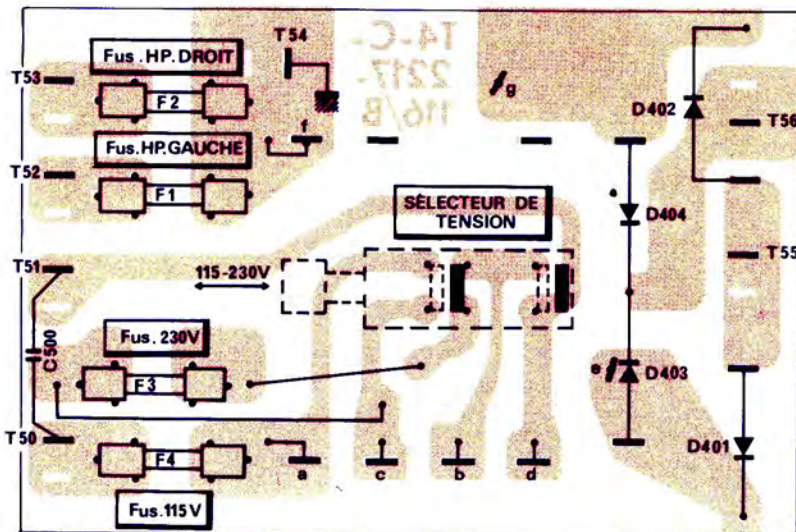 T54
Fus.HP.DROIT
T53
F2
T4-C-
2217-
116/B
g
D402
T56
f
Fus.HP.GAUCHE
T52
F1
SÉLECTEUR DE
TENSION
D404
T55
T51
115-230V
Fus.230V
C500
F3
e
D403
D401
T50
F4
a
c
b
d
Fus.115V